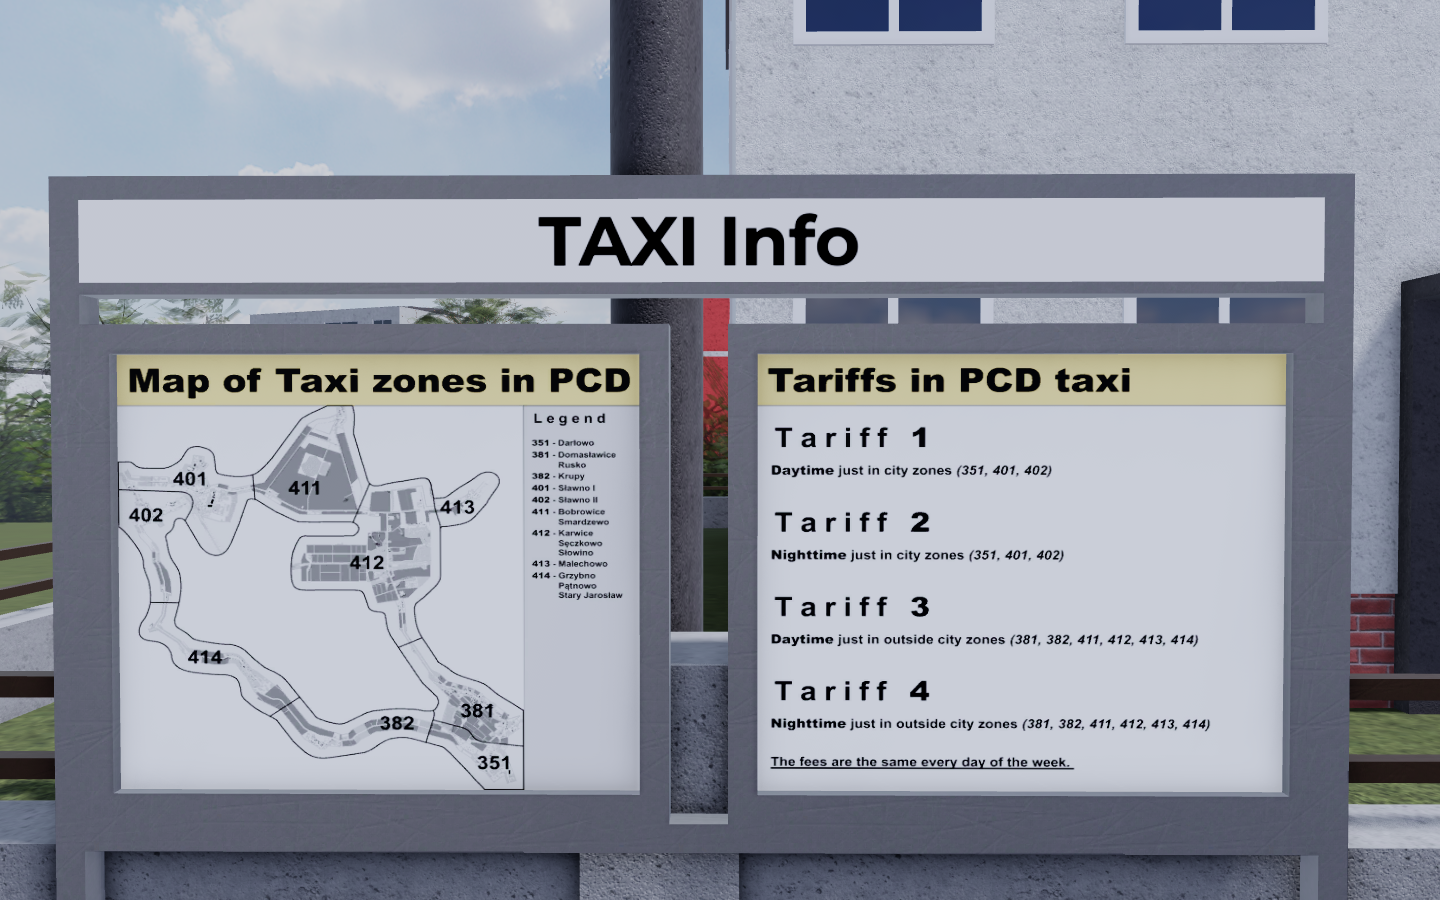 TAXI Info
Map of Taxi zones in PCD
401
411
402
413
412
414
382
381
351
Legend
351 - Darłowo
381 - Domasławice
Rusko
382 - Krupy
401 - Sławno I
402 - Sławno II
411 - Bobrowice
Smardzewo
412 - Karwice
Sęczkowo
Słowino
413 - Malechowo
414 - Grzybno
Pątnowo
Stary Jarosław
Tariffs in PCD taxi
Tariff 1
Daytime just in city zones (351, 401, 402)
Tariff 2
Nighttime just in city zones (351, 401, 402)
Tariff 3
Daytime just in outside city zones (381, 382, 411, 412, 413, 414)
Tariff 4
Nighttime just in outside city zones (381, 382, 411, 412, 413, 414)
The fees are the same every day of the week.